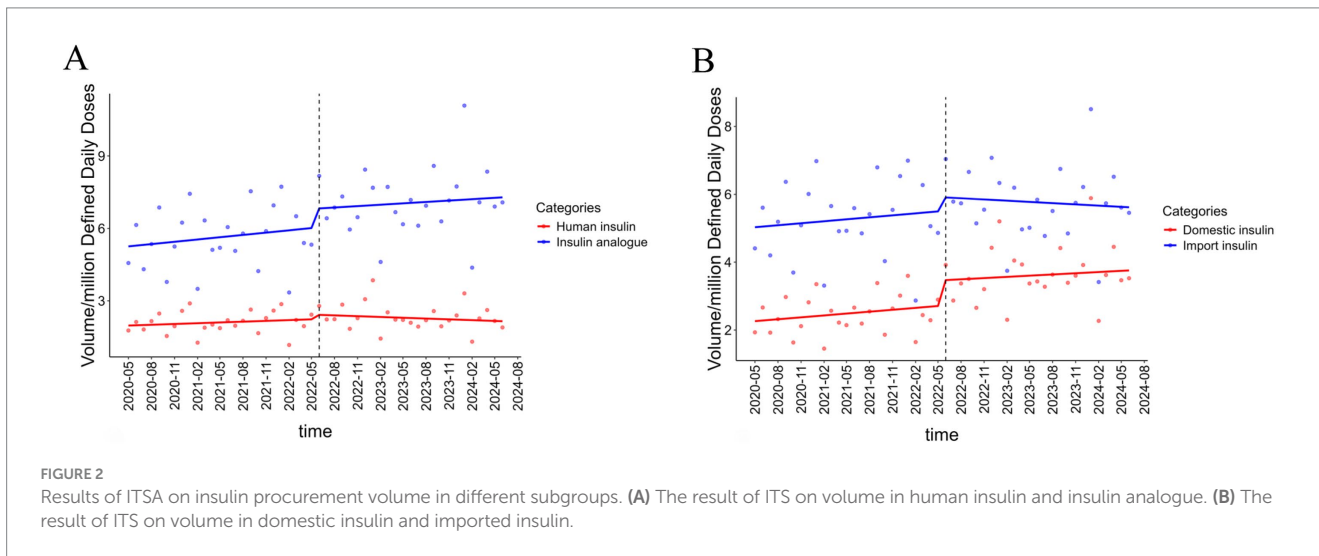 A
Volume/million Defined Daily Doses
9
6
3
2020-05
2020-08
2020-11
2021-02
2021-05
2021-08
2021-11
2022-02
2022-05
2022-08
2022-11
2023-02
2023-05
2023-08
2023-11
2024-02
2024-05
2024-08
time
Categories
Human insulin
Insulin analogue
B
Volume/million Defined Daily Doses
8
6
4
2
2020-05
2020-08
2020-11
2021-02
2021-05
2021-08
2021-11
2022-02
2022-05
2022-08
2022-11
2023-02
2023-05
2023-08
2023-11
2024-02
2024-05
2024-08
time
Categories
Domestic insulin
Import insulin
FIGURE 2
Results of ITSA on insulin procurement volume in different subgroups. (A) The result of ITS on volume in human insulin and insulin analogue. (B) The
result of ITS on volume in domestic insulin and imported insulin.